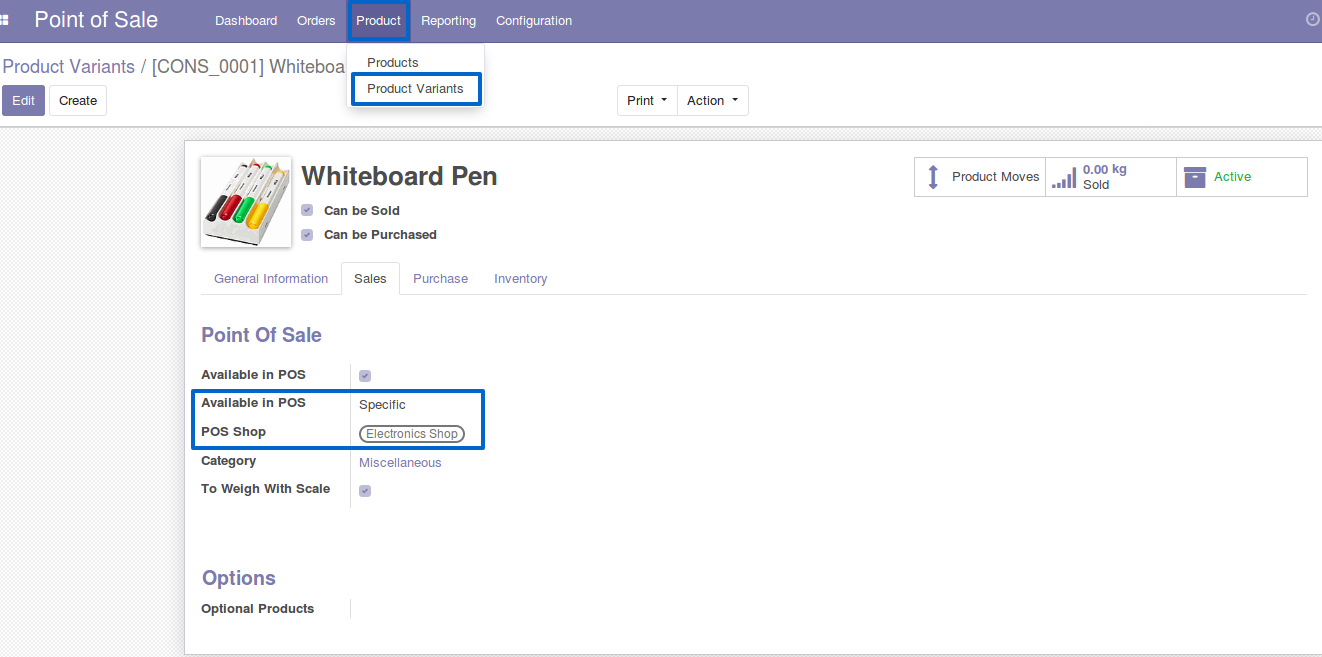 Point of Sale Dashboard Orders Product Reporting Configuration
Products
Product Variants
Product Variants / [CONS_0001] Whiteboa
Edit Create Print Action
Whiteboard Pen
Can be Sold
Can be Purchased
Product Moves
0.00 kg
Sold
Active
General Information Sales Purchase Inventory
Point Of Sale
Available in POS
Available in POS Specific
POS Shop Electronics Shop
Category Miscellaneous
To Weigh With Scale
Options
Optional Products